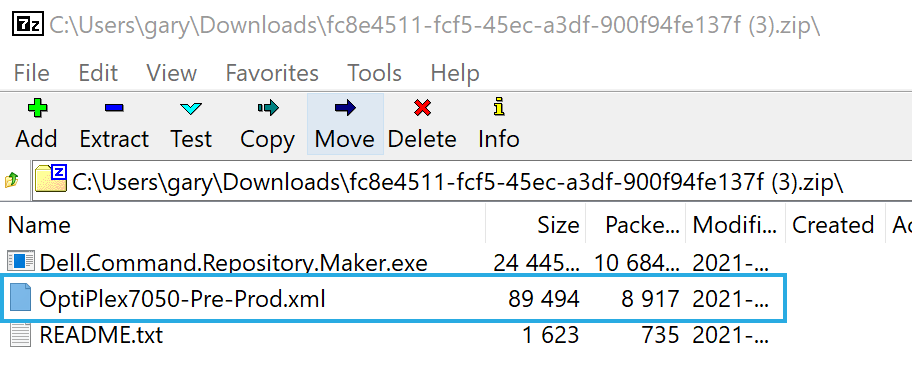 7z C:\Users\gary\Downloads\fc8e4511-fcf5-45ec-a3df-900f94fe137f (3).zip\
File Edit View Favorites Tools Help
Add Extract Test Copy Move Delete Info
C:\Users\gary\Downloads\fc8e4511-fcf5-45ec-a3df-900f94fe137f (3).zip\
Name Size Packe... Modifi... Created Ac
Dell.Command.Repository.Maker.exe 24 445... 10 684... 2021-...
OptiPlex7050-Pre-Prod.xml 89 494 8 917 2021-...
README.txt 1 623 735 2021-...